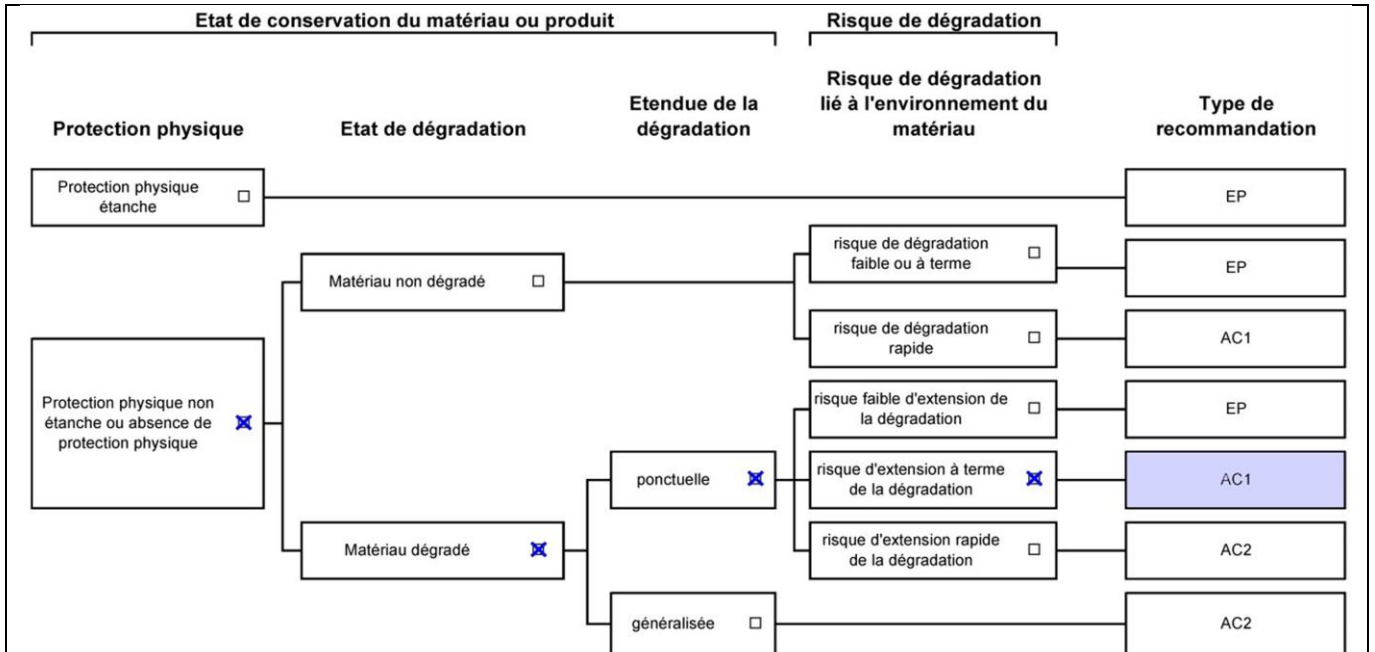 Etat de conservation du matériau ou produit
Risque de dégradation
Protection physique
Etat de dégradation
Etendue de la
dégradation
Risque de dégradation
lié à l'environnement du
matériau
Type de
recommandation
Protection physique
étanche
EP
Matériau non dégradé
risque de dégradation
faible ou à terme
EP
risque de dégradation
rapide
AC1
Protection physique non
étanche ou absence de
protection physique
Matériau dégradé
ponctuelle
risque faible d'extension de
la dégradation
EP
risque d'extension à terme
de la dégradation
AC1
risque d'extension rapide
de la dégradation
AC2
généralisée
AC2